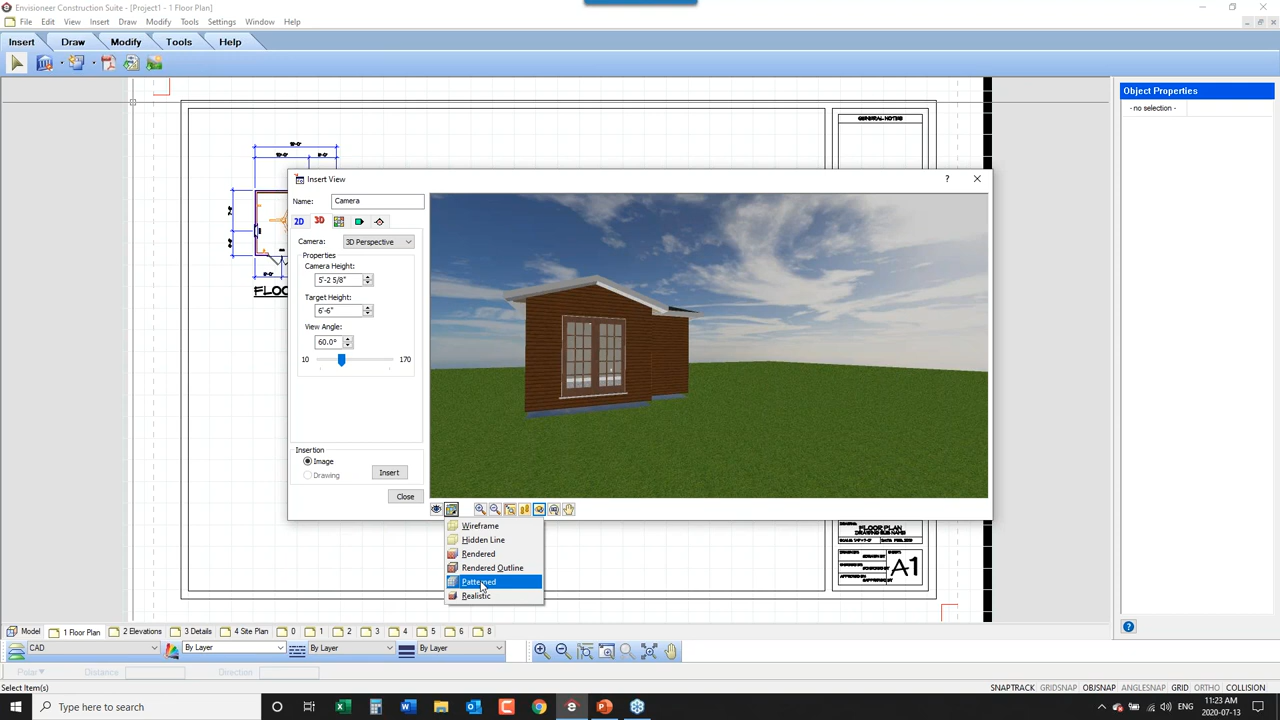 Envisioneer Construction Suite - [Project1 - 1 Floor Plan]
File Edit View Insert Draw Modify Tools Settings Window Help
Insert Draw Modify Tools Help
Object Properties
- no selection -
GENERAL NOTES
Insert View
Name: Camera
2D 3D
Camera: 3D Perspective
Properties
Camera Height:
5'-2 5/8"
Target Height:
6'-6"
View Angle:
60.0°
10 170
FLOO
Insertion
Image
Drawing
Insert
Close
Wireframe
Hidden Line
Rendered
Rendered Outline
Patterned
Realistic
FLOOR PLAN
A1
Model 1 Floor Plan 2 Elevations 3 Details 4 Site Plan 0 1 2 3 4 5 6 8
CAD By Layer By Layer By Layer
Polar Distance Direction
Select Item(s) SNAPTRACK GRIDSNAP OBJSNAP ANGLESNAP GRID ORTHO COLLISION
Type here to search
11:23 AM
2020-07-13